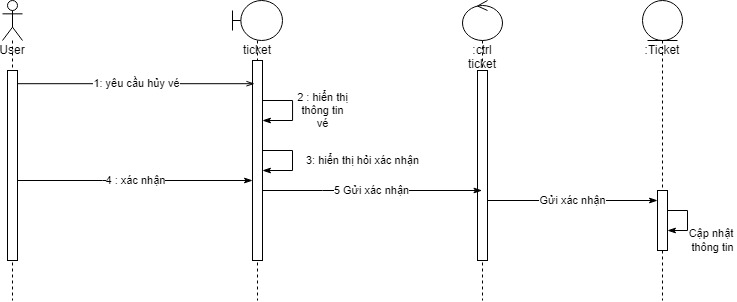 User
ticket
:ctrl
ticket
:Ticket
1: yêu cầu hủy vé
2 : hiển thị
thông tin
vé
3: hiển thị hỏi xác nhận
4 : xác nhận
5 Gửi xác nhận
Gửi xác nhận
Cập nhật
thông tin